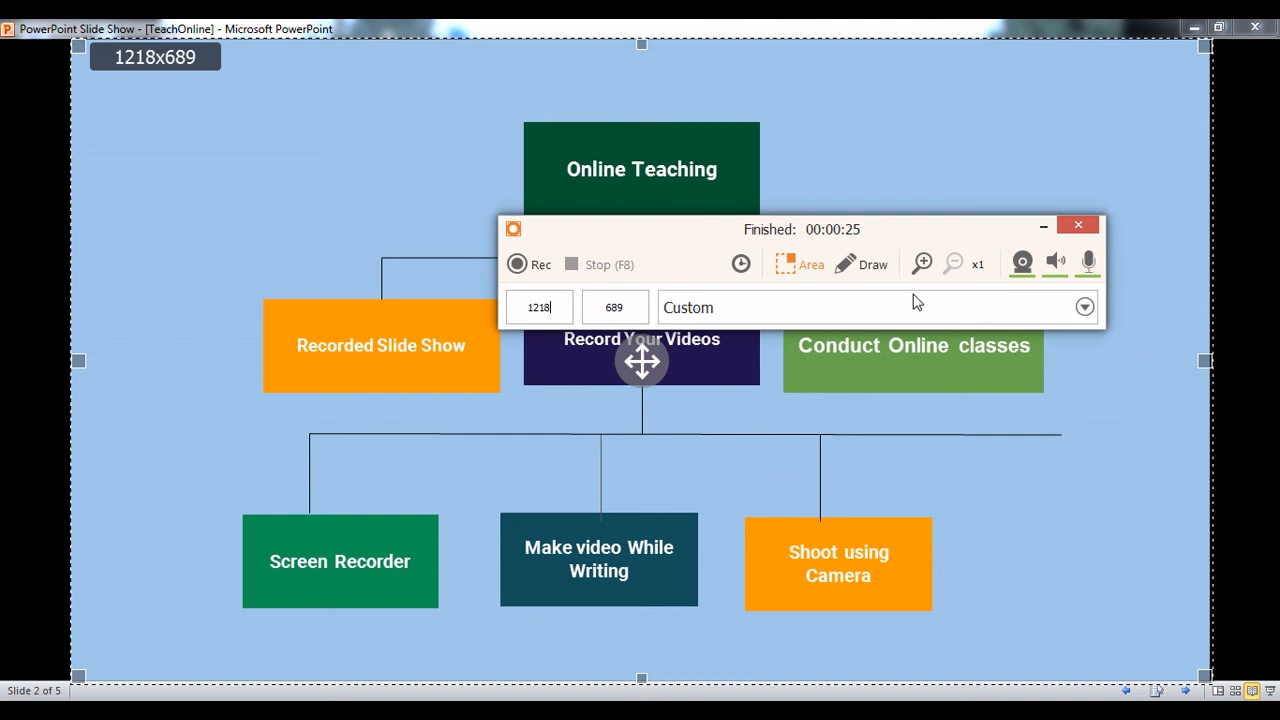 PowerPoint Slide Show - [TeachOnline] - Microsoft PowerPoint
1218x689
Online Teaching
Finished: 00:00:25
Rec
Stop (F8)
Area
Draw
x1
1218
689
Custom
Recorded Slide Show
Record Your Videos
Conduct Online classes
Screen Recorder
Make video While
Writing
Shoot using
Camera
Slide 2 of 5